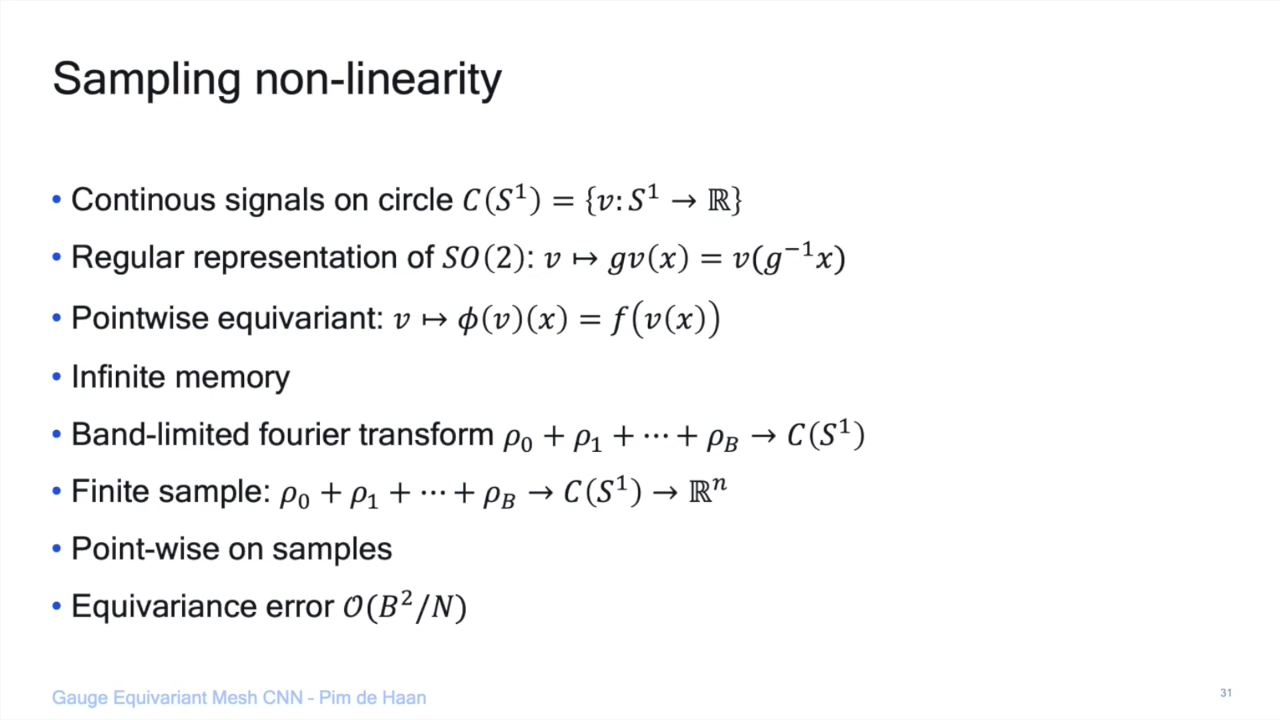 Sampling non-linearity
• Continous signals on circle 𝐶(𝑆¹) = {𝑣: 𝑆¹ → ℝ}
• Regular representation of 𝑆𝑂(2): 𝑣 ↦ 𝑔𝑣(𝑥) = 𝑣(𝑔⁻¹𝑥)
• Pointwise equivariant: 𝑣 ↦ 𝜙(𝑣)(𝑥) = 𝑓(𝑣(𝑥))
• Infinite memory
• Band-limited fourier transform 𝜌₀ + 𝜌₁ + ⋯ + 𝜌_𝐵 → 𝐶(𝑆¹)
• Finite sample: 𝜌₀ + 𝜌₁ + ⋯ + 𝜌_𝐵 → 𝐶(𝑆¹) → ℝⁿ
• Point-wise on samples
• Equivariance error 𝒪(𝐵²/𝑁)
Gauge Equivariant Mesh CNN - Pim de Haan
31